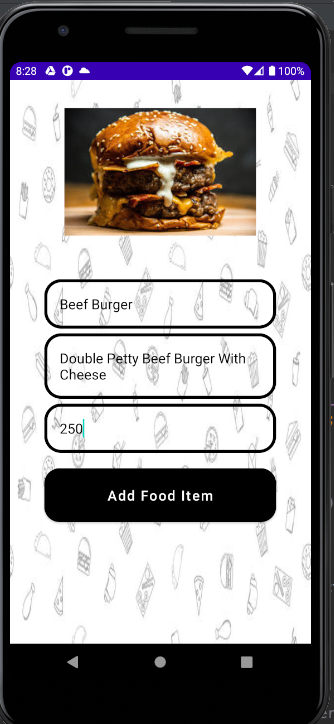 8:28
100%
Beef Burger
Double Petty Beef Burger With
Cheese
250
Add Food Item